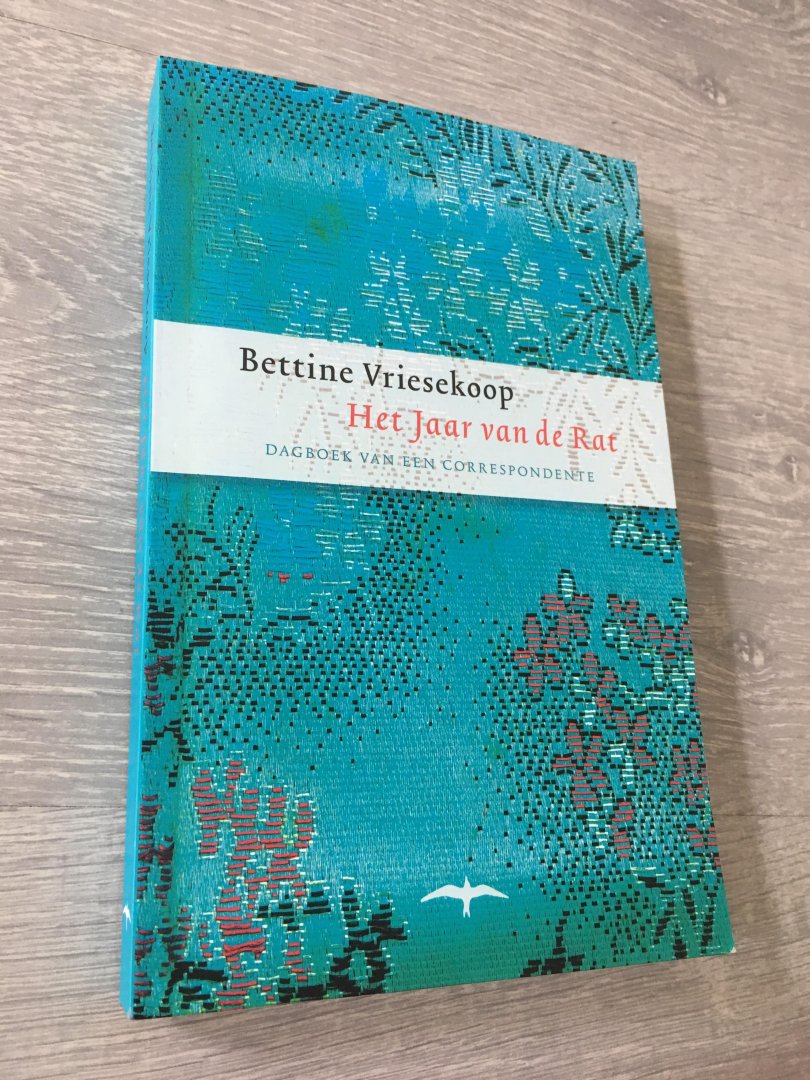 Bettine Vriesekoop
Het Jaar van de Rat
DAGBOEK VAN EEN CORRESPONDENTE